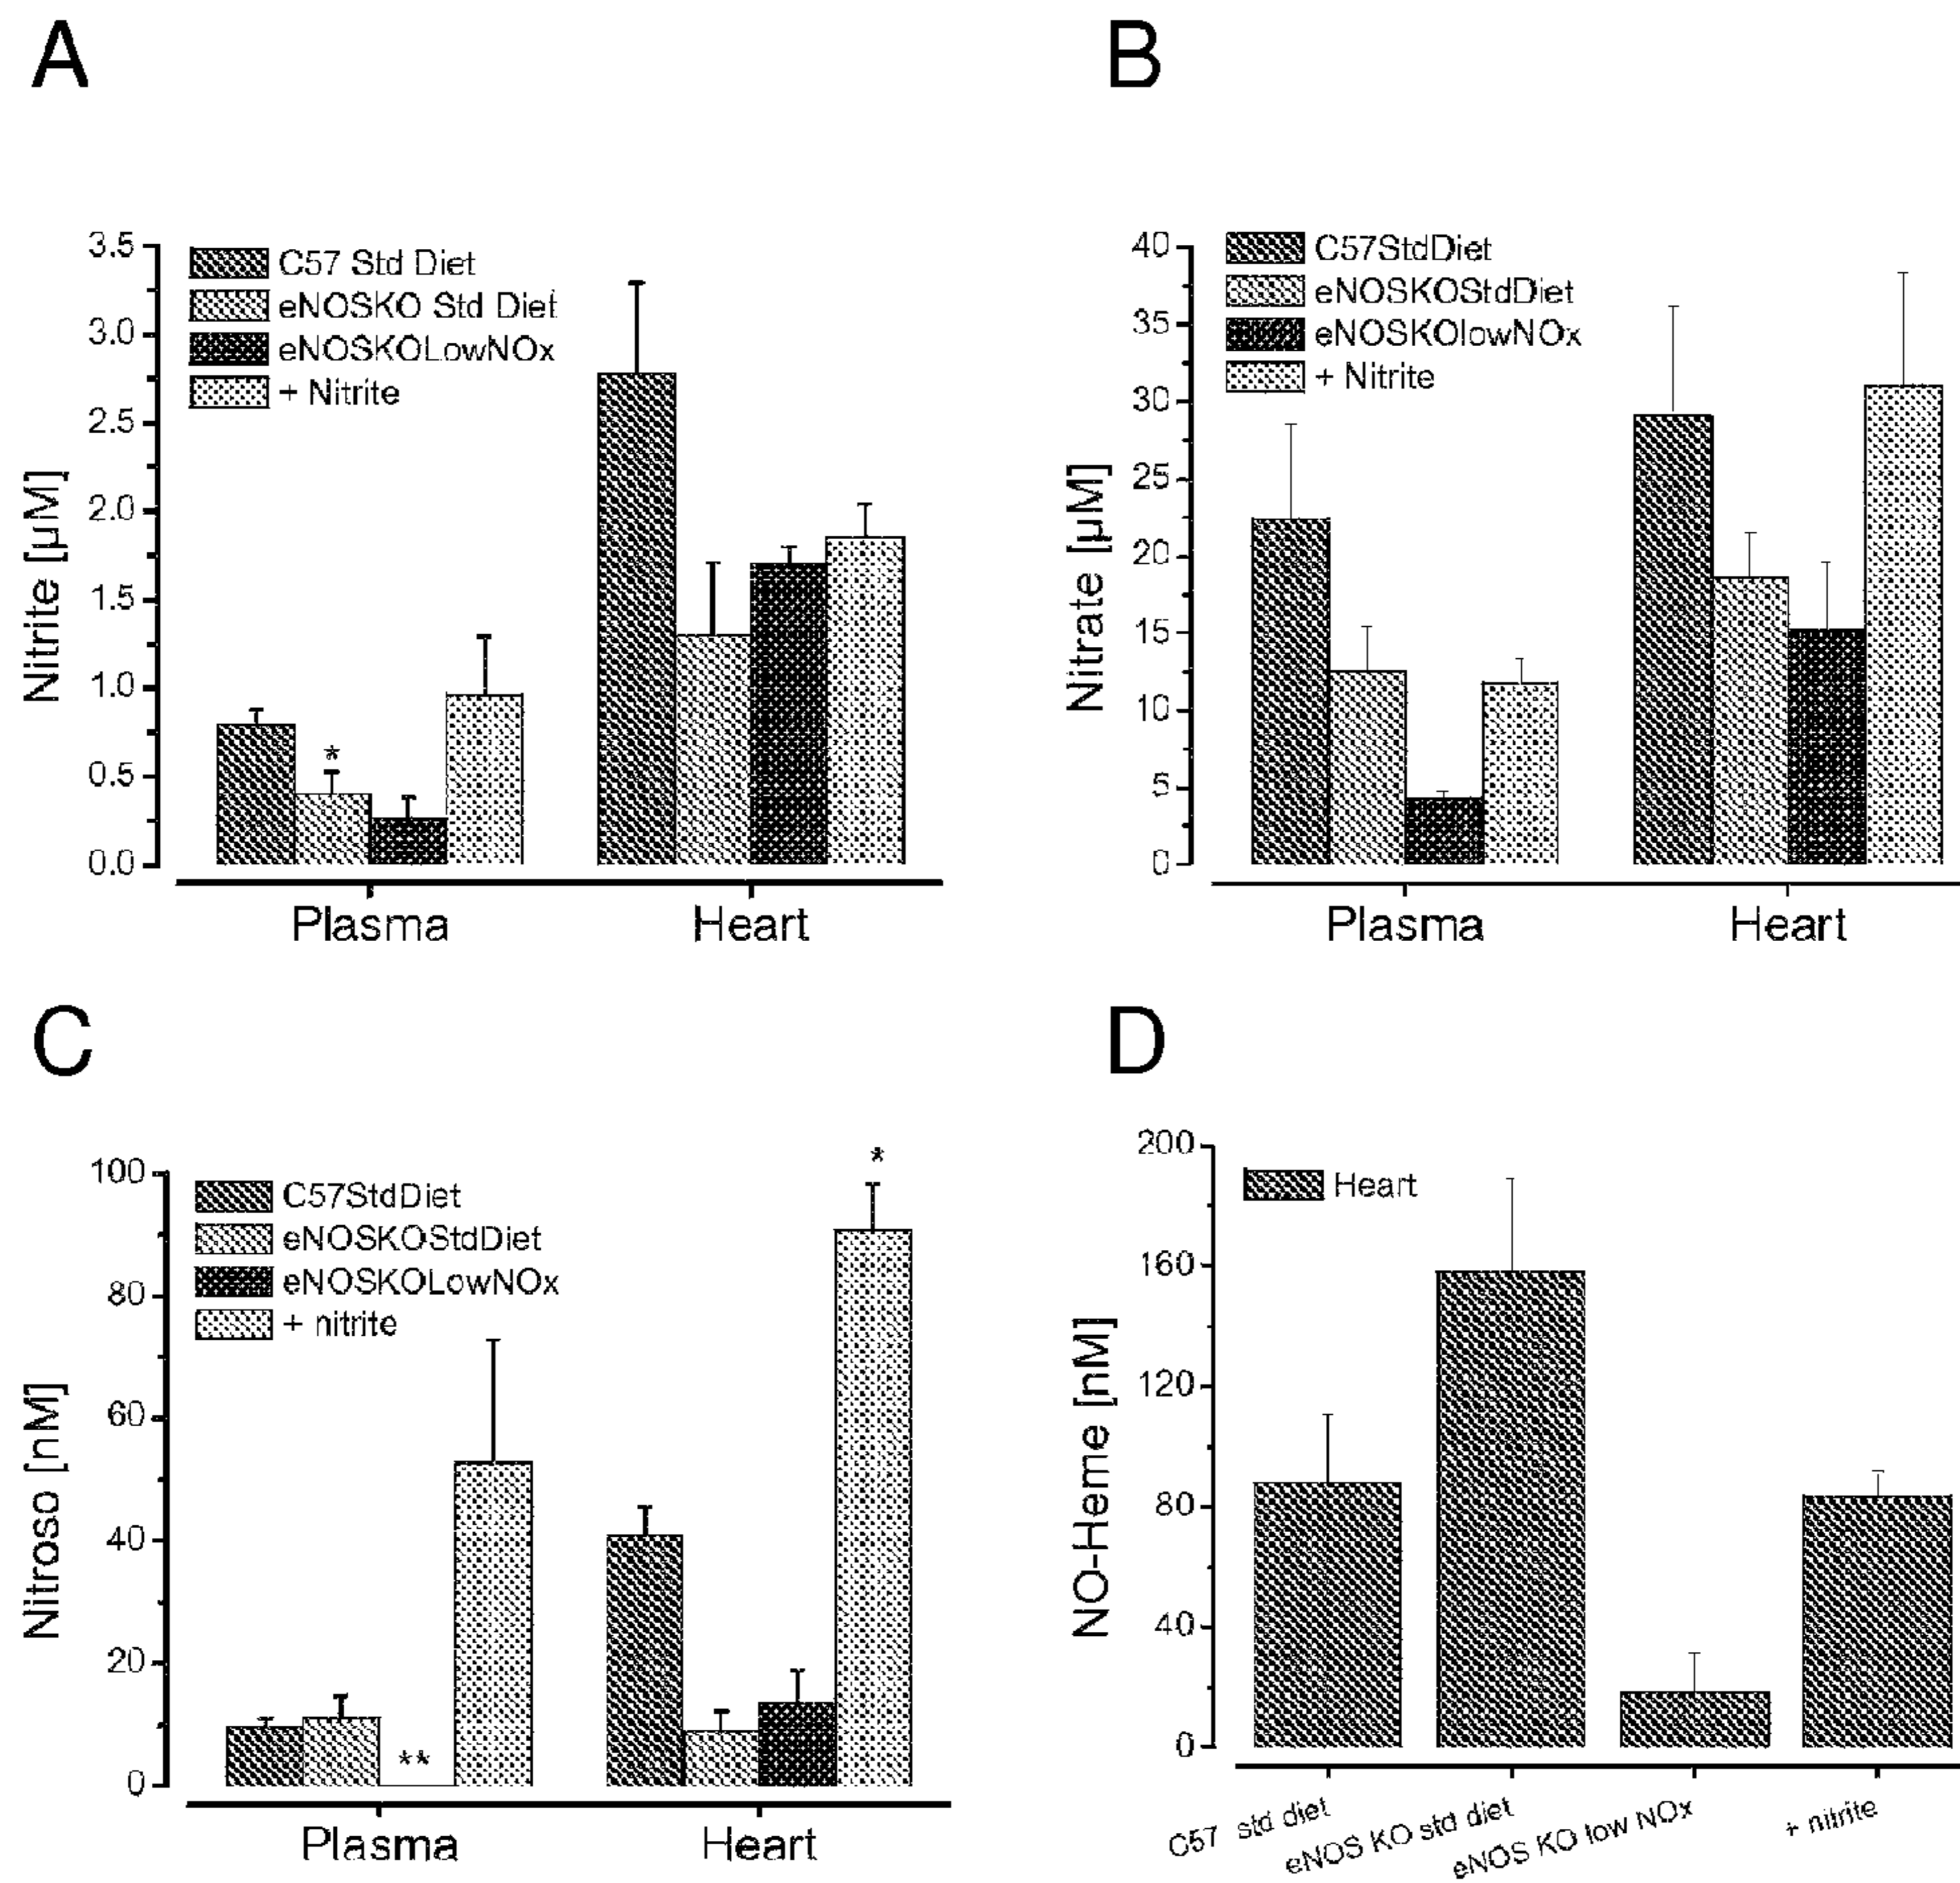 A
Nitrite [µM]
3.5
3.0
2.5
2.0
1.5
1.0
0.5
0.0
C57 Std Diet
eNOSKO Std Diet
eNOSKOLowNOx
+ Nitrite
*
Plasma
Heart
B
Nitrate [µM]
40
35
30
25
20
15
10
5
0
C57StdDiet
eNOSKOStdDiet
eNOSKOlowNOx
+ Nitrite
Plasma
Heart
C
Nitroso [nM]
100
80
60
40
20
0
C57StdDiet
eNOSKOStdDiet
eNOSKOLowNOx
+ nitrite
**
*
Plasma
Heart
D
NO-Heme [nM]
200
160
120
80
40
0
Heart
C57 std diet
eNOS KO std diet
eNOS KO low NOx
+ nitrite